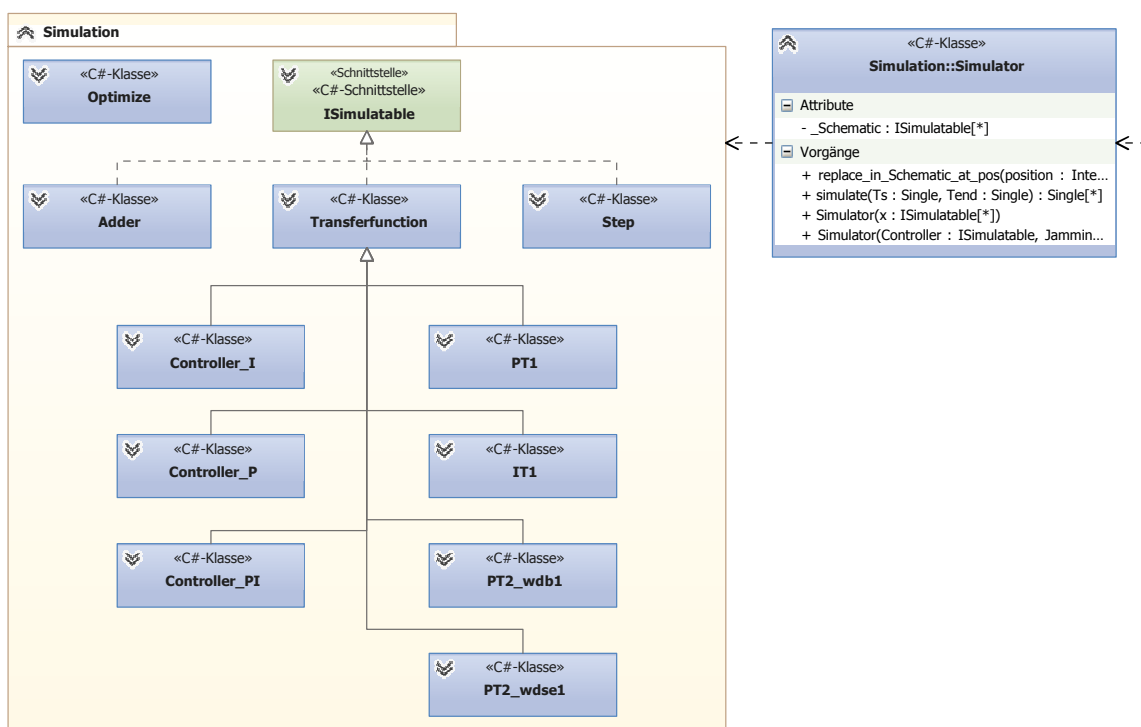 Simulation
«C#-Klasse»
Optimize
«Schnittstelle»
«C#-Schnittstelle»
ISimulatable
«C#-Klasse»
Adder
«C#-Klasse»
Transferfunction
«C#-Klasse»
Step
«C#-Klasse»
Controller_I
«C#-Klasse»
PT1
«C#-Klasse»
Controller_P
«C#-Klasse»
IT1
«C#-Klasse»
Controller_PI
«C#-Klasse»
PT2_wdb1
«C#-Klasse»
PT2_wdse1
«C#-Klasse»
Simulation::Simulator
Attribute
- _Schematic : ISimulatable[*]
Vorgänge
+ replace_in_Schematic_at_pos(position : Inte...
+ simulate(Ts : Single, Tend : Single) : Single[*]
+ Simulator(x : ISimulatable[*])
+ Simulator(Controller : ISimulatable, Jammin...